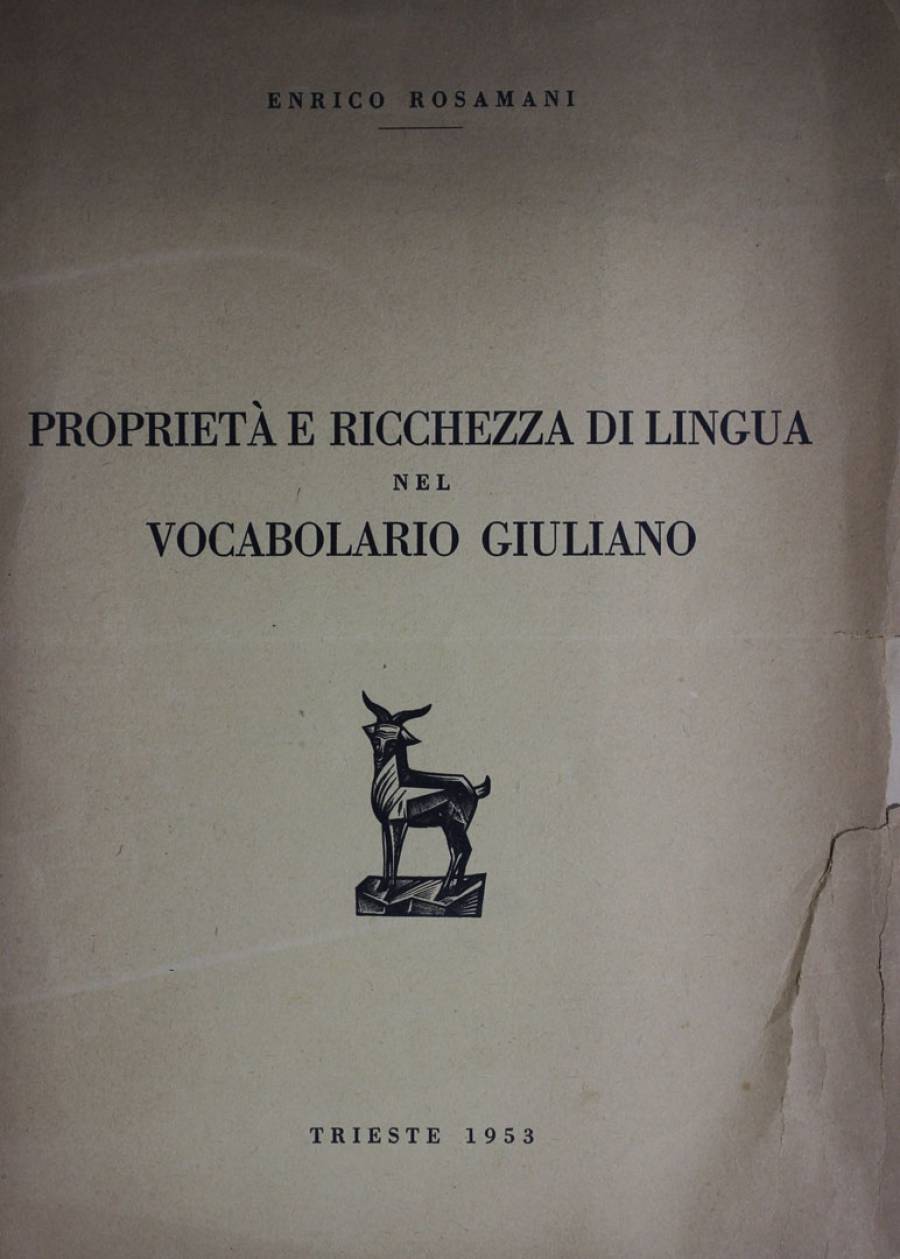 ENRICO ROSAMANI
PROPRIETÀ E RICCHEZZA DI LINGUA
NEL
VOCABOLARIO GIULIANO
TRIESTE 1953